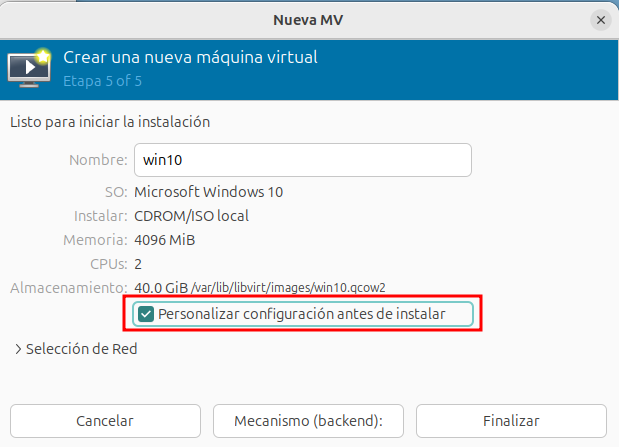 Nueva MV
Crear una nueva máquina virtual
Etapa 5 of 5
Listo para iniciar la instalación
Nombre: win10
SO: Microsoft Windows 10
Instalar: CDROM/ISO local
Memoria: 4096 MiB
CPUs: 2
Almacenamiento: 40.0 GiB /var/lib/libvirt/images/win10.qcow2
Personalizar configuración antes de instalar
Selección de Red
Cancelar Mecanismo (backend): Finalizar